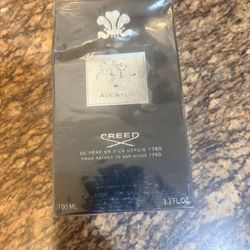 AVENTUS
CREED
DE PÈRE EN FILS DEPUIS 1760
FROM FATHER TO SON SINCE 1760
100 ML
3.3 FL.OZ